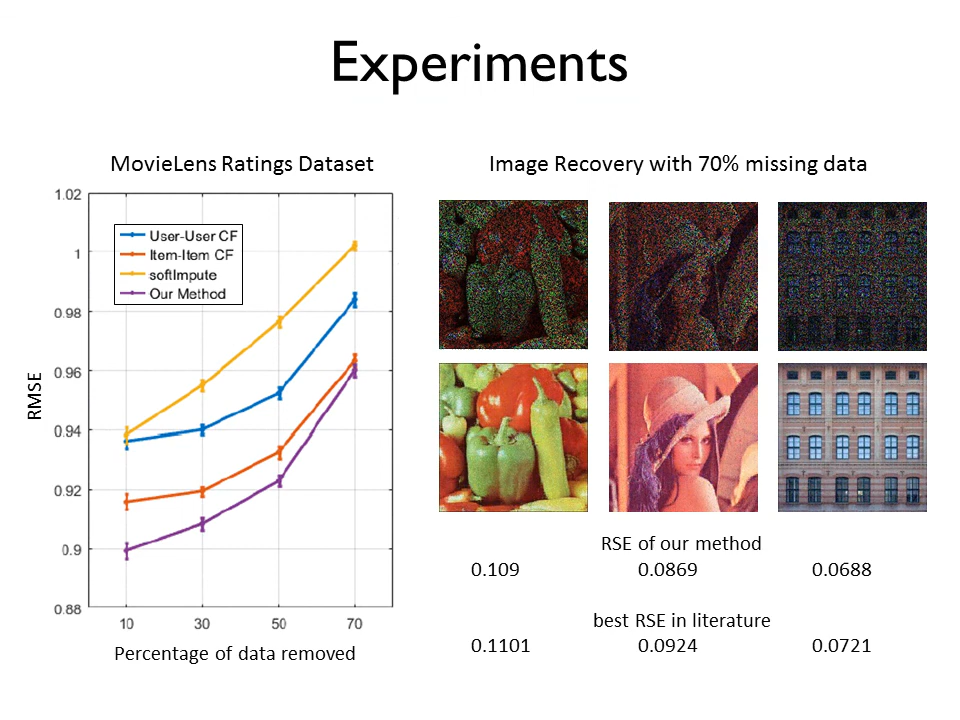 Experiments
MovieLens Ratings Dataset
1.02
1
0.98
0.96
0.94
0.92
0.9
0.88
RMSE
User-User CF
Item-Item CF
softImpute
Our Method
10 30 50 70
Percentage of data removed
Image Recovery with 70% missing data
RSE of our method
0.109 0.0869 0.0688
best RSE in literature
0.1101 0.0924 0.0721